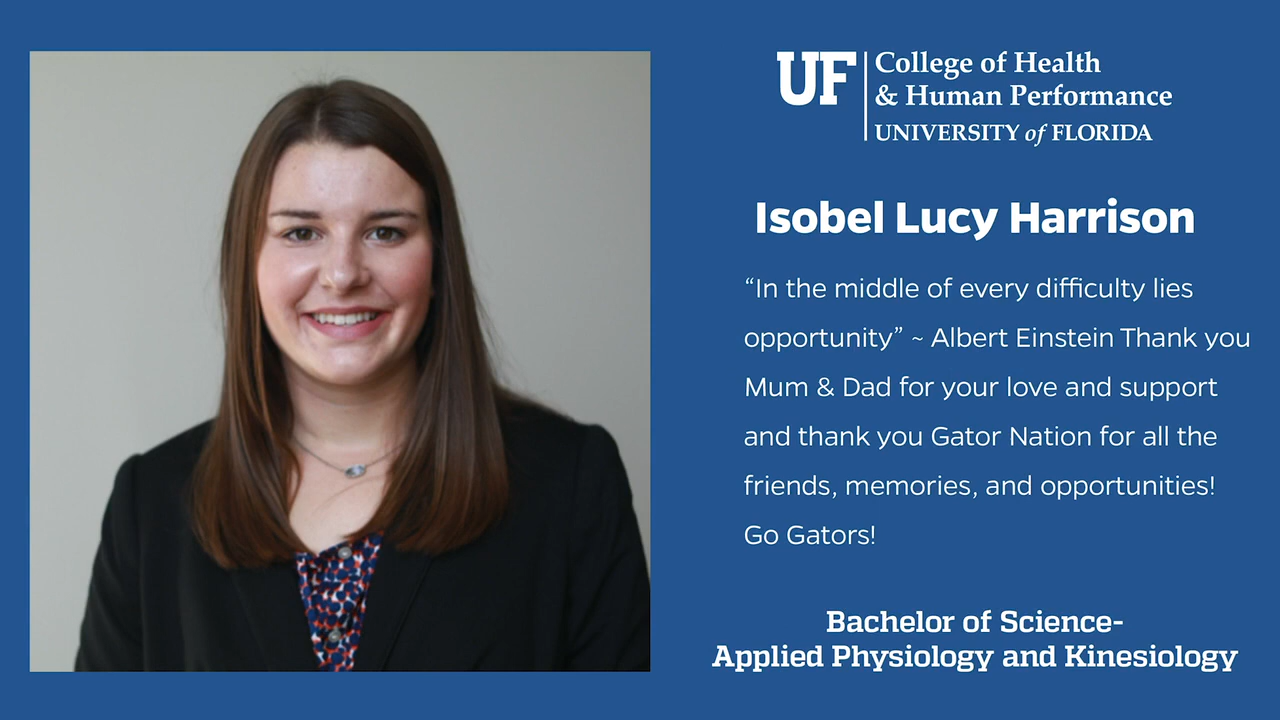 UF
College of Health
& Human Performance
UNIVERSITY of FLORIDA
Isobel Lucy Harrison
“In the middle of every difficulty lies
opportunity” ~ Albert Einstein Thank you
Mum & Dad for your love and support
and thank you Gator Nation for all the
friends, memories, and opportunities!
Go Gators!
Bachelor of Science-
Applied Physiology and Kinesiology